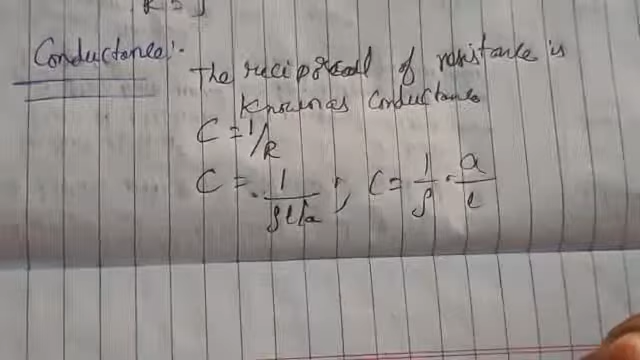 Conductance:-
The reciprocal of resistance is
Known as conductance
C = 1/R
C = 1/ρl/a ; C = 1/ρ · a/l